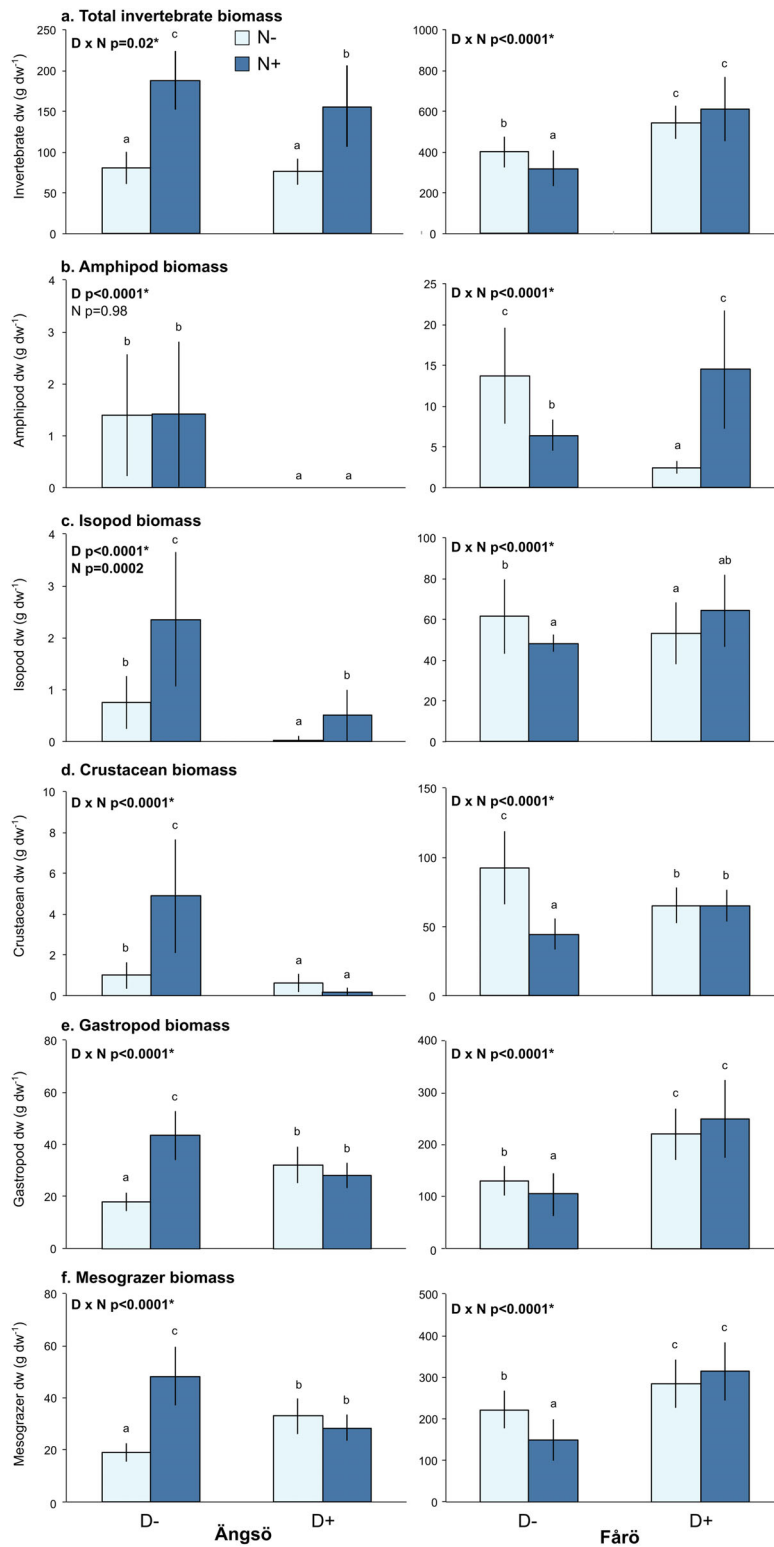 a. Total invertebrate biomass
D x N p=0.02*
N-
N+
Invertebrate dw (g dw-1)
250
200
150
100
50
0
a
c
a
b
D x N p<0.0001*
1000
800
600
400
200
0
b
a
c
c
b. Amphipod biomass
D p<0.0001*
N p=0.98
Amphipod dw (g dw-1)
4
3
2
1
0
b
b
a
a
D x N p<0.0001*
25
20
15
10
5
0
c
b
a
c
c. Isopod biomass
D p<0.0001*
N p=0.0002
Isopod dw (g dw-1)
4
3
2
1
0
b
c
a
b
D x N p<0.0001*
100
80
60
40
20
0
b
a
a
ab
d. Crustacean biomass
D x N p<0.0001*
Crustacean dw (g dw-1)
10
8
6
4
2
0
b
c
a
a
D x N p<0.0001*
150
100
50
0
c
a
b
b
e. Gastropod biomass
D x N p<0.0001*
Gastropod dw (g dw-1)
80
60
40
20
0
a
c
b
b
D x N p<0.0001*
400
300
200
100
0
b
a
c
c
f. Mesograzer biomass
D x N p<0.0001*
Mesograzer dw (g dw-1)
80
60
40
20
0
a
c
b
b
D x N p<0.0001*
500
400
300
200
100
0
b
a
c
c
D- D+
Ängsö
D- D+
Fårö